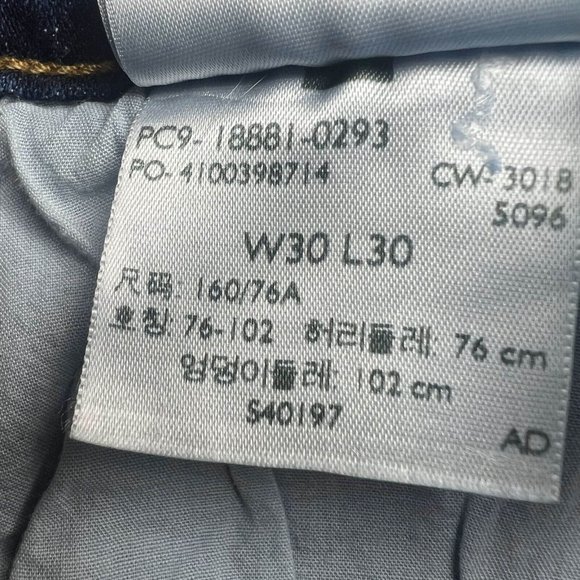 PC9- 18881-0293
PO- 4100398714 CW- 3018
5096
W30 L30
尺码: 160/76A
호칭: 76-102 허리둘레: 76 cm
엉덩이둘레: 102 cm
S40197
AD